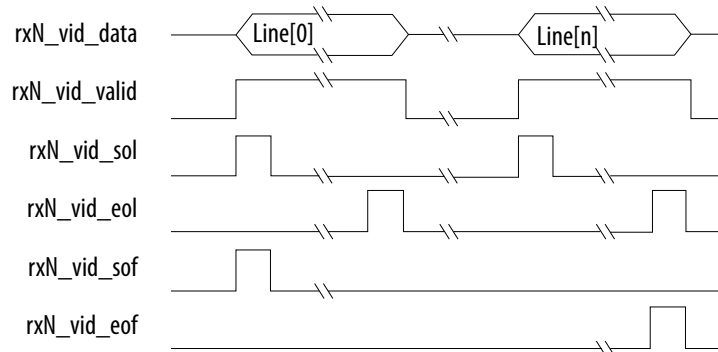 rxN_vid_data
Line[0]
Line[n]
rxN_vid_valid
rxN_vid_sol
rxN_vid_eol
rxN_vid_sof
rxN_vid_eof